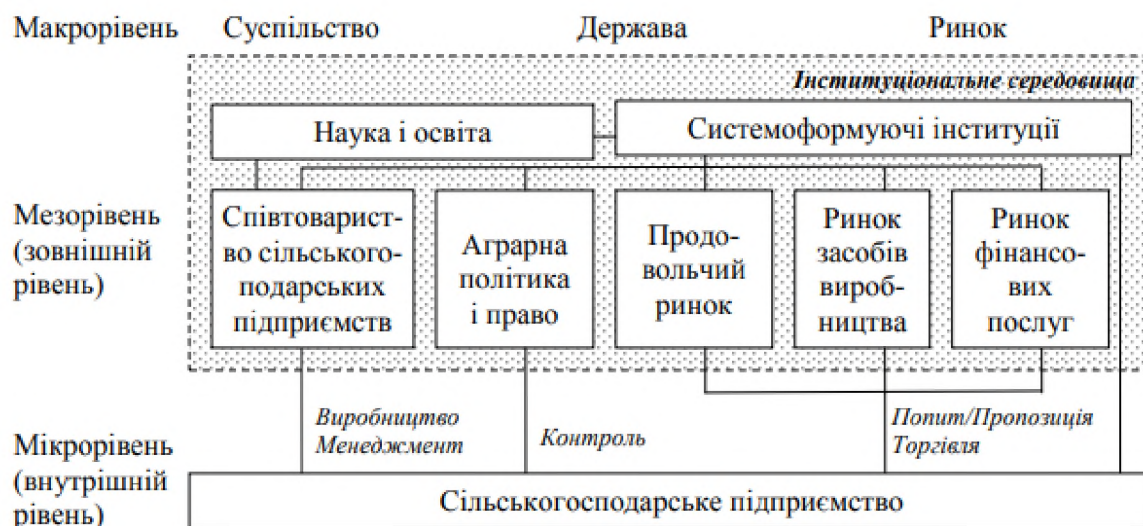 Макрорівень Суспільство Держава Ринок
Інституціональне середовища
Наука і освіта
Системоформуючі інституції
Мезорівень
(зовнішній
рівень)
Співтоварист-
во сільського-
подарських
підприємств
Аграрна
політика
і право
Продо-
вольчий
ринок
Ринок
засобів
вироб-
ництва
Ринок
фінансо-
вих
послуг
Виробництво
Менеджмент
Контроль
Попит/Пропозиція
Торгівля
Мікрорівень
(внутрішній
рівень)
Сільськогосподарське підприємство